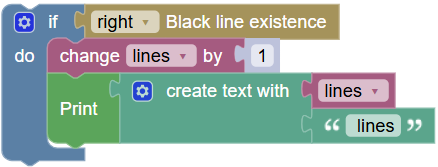 if right Black line existence
do change lines by 1
Print create text with lines
“ lines ”